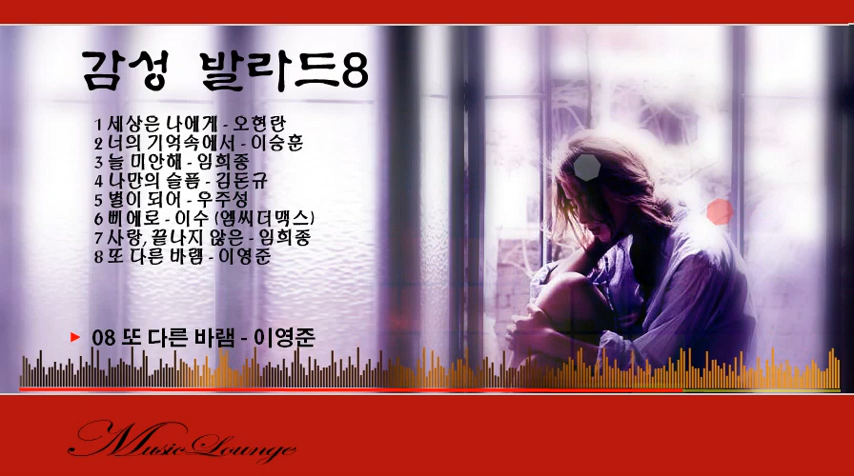 감성 발라드8
1 세상은 나에게 - 오현란
2 너의 기억속에서 - 이승훈
3 늘 미안해 - 임희종
4 나만의 슬픔 - 김돈규
5 별이 되어 - 우주성
6 삐에로 - 이수 (엠씨더맥스)
7 사랑, 끝나지 않은 - 임희종
8 또 다른 바램 - 이영준
08 또 다른 바램 - 이영준
MusicLounge